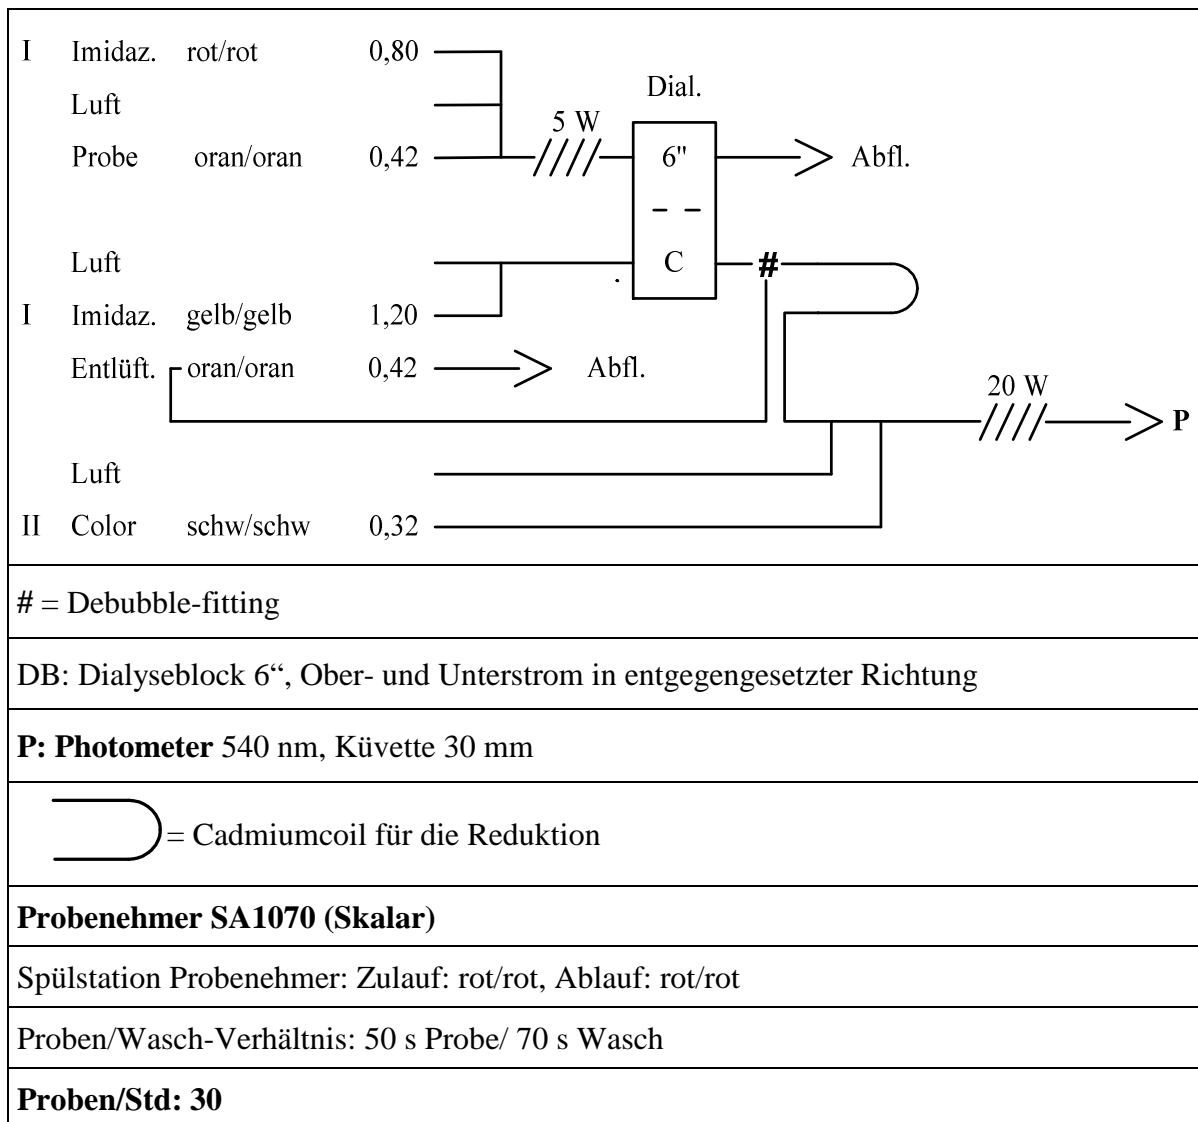 I Imidaz. rot/rot 0,80
Luft
Dial.
5 W
Probe oran/oran 0,42
6" Abfl.
Luft
C #
I Imidaz. gelb/gelb 1,20
Entlüft. oran/oran 0,42 Abfl.
20 W
P
Luft
II Color schw/schw 0,32
# = Debubble-fitting
DB: Dialyseblock 6“, Ober- und Unterstrom in entgegengesetzter Richtung
P: Photometer 540 nm, Küvette 30 mm
= Cadmiumcoil für die Reduktion
Probenehmer SA1070 (Skalar)
Spülstation Probenehmer: Zulauf: rot/rot, Ablauf: rot/rot
Proben/Wasch-Verhältnis: 50 s Probe/ 70 s Wasch
Proben/Std: 30